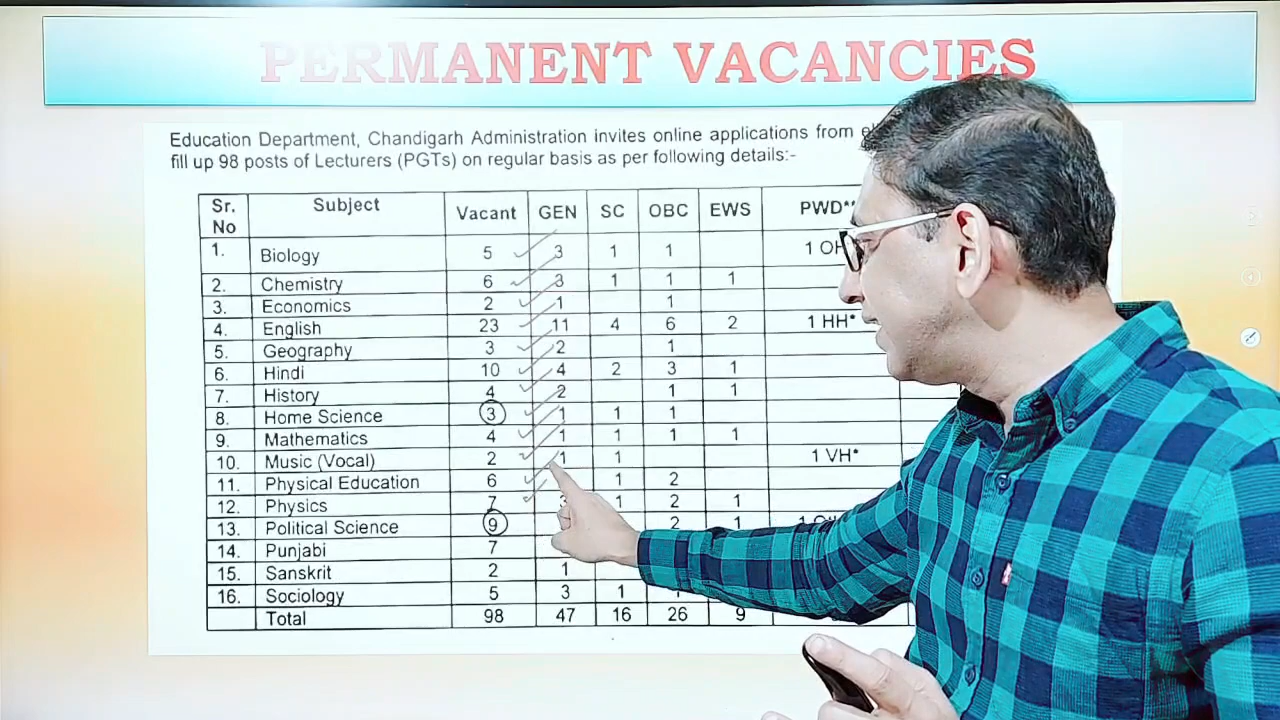 PERMANENT VACANCIES
Education Department, Chandigarh Administration invites online applications from
fill up 98 posts of Lecturers (PGTs) on regular basis as per following details:-
Sr. No Subject Vacant GEN SC OBC EWS PWD**
1. Biology 5 3 1 1 1 OH
2. Chemistry 6 3 1 1 1
3. Economics 2 1 1
4. English 23 11 4 6 2 1 HH*
5. Geography 3 2 1
6. Hindi 10 4 2 3 1
7. History 4 2 1 1
8. Home Science 3 1 1 1
9. Mathematics 4 1 1 1 1
10. Music (Vocal) 2 1 1 1 VH*
11. Physical Education 6 1 2
12. Physics 7 3 1 2 1
13. Political Science 9 2 1
14. Punjabi 7
15. Sanskrit 2 1
16. Sociology 5 3 1
Total 98 47 16 26 9